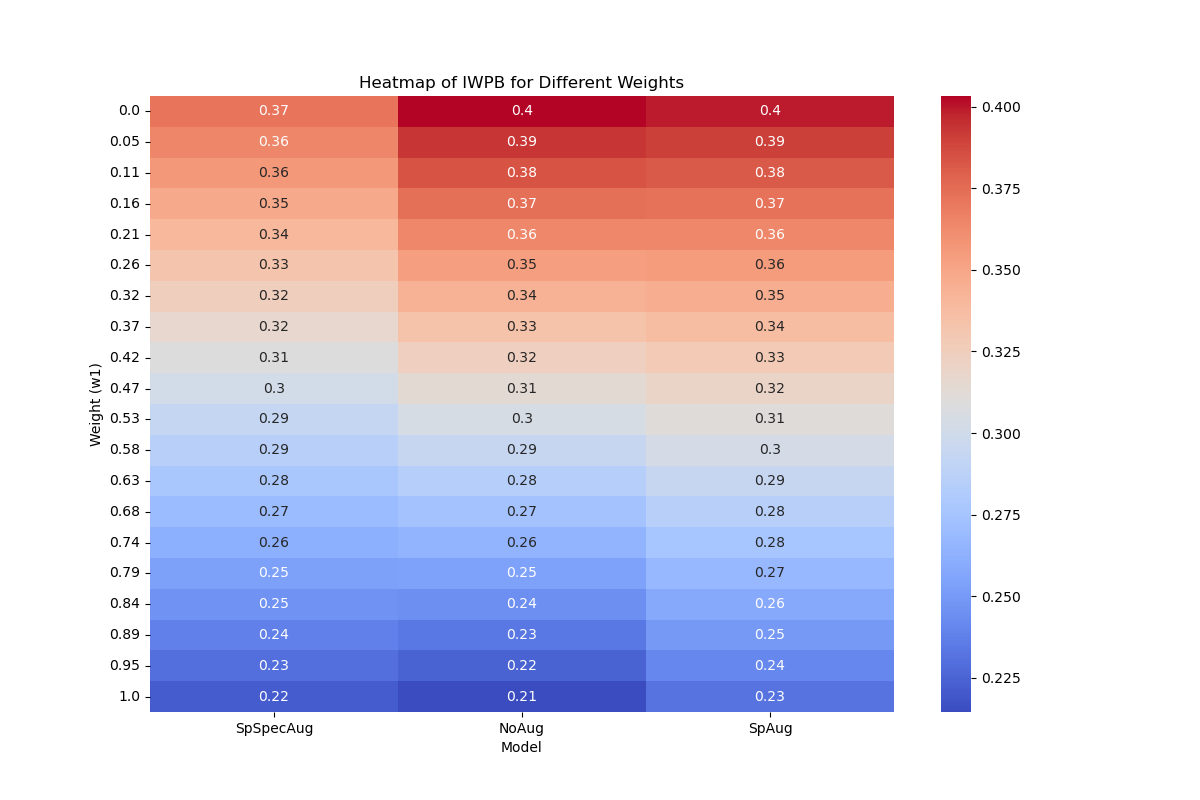 Heatmap of IWPB for Different Weights
0.0 0.37 0.4 0.4
0.05 0.36 0.39 0.39
0.11 0.36 0.38 0.38
0.16 0.35 0.37 0.37
0.21 0.34 0.36 0.36
0.26 0.33 0.35 0.36
0.32 0.32 0.34 0.35
0.37 0.32 0.33 0.34
0.42 0.31 0.32 0.33
0.47 0.3 0.31 0.32
0.53 0.29 0.3 0.31
0.58 0.29 0.29 0.3
0.63 0.28 0.28 0.29
0.68 0.27 0.27 0.28
0.74 0.26 0.26 0.28
0.79 0.25 0.25 0.27
0.84 0.25 0.24 0.26
0.89 0.24 0.23 0.25
0.95 0.23 0.22 0.24
1.0 0.22 0.21 0.23
Weight (w1)
SpSpecAug NoAug SpAug
Model
0.400
0.375
0.350
0.325
0.300
0.275
0.250
0.225